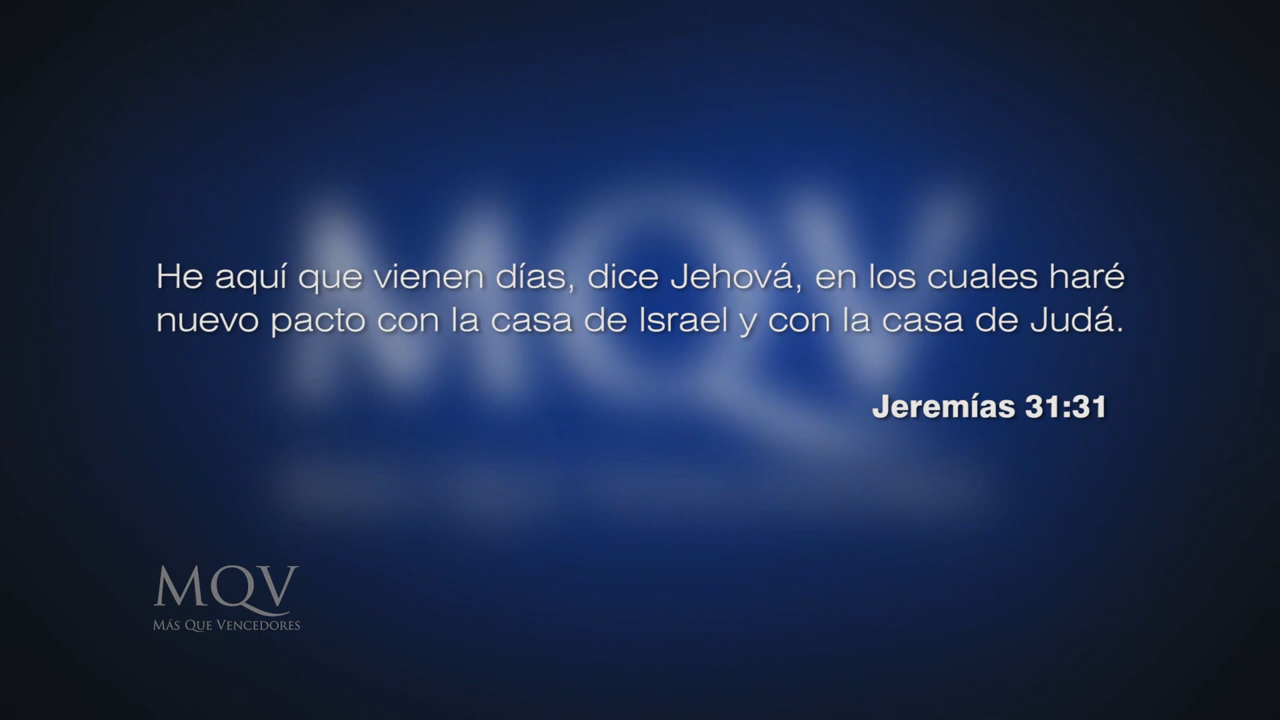 He aquí que vienen días, dice Jehová, en los cuales haré
nuevo pacto con la casa de Israel y con la casa de Judá.
Jeremías 31:31
MQV
MÁS QUE VENCEDORES